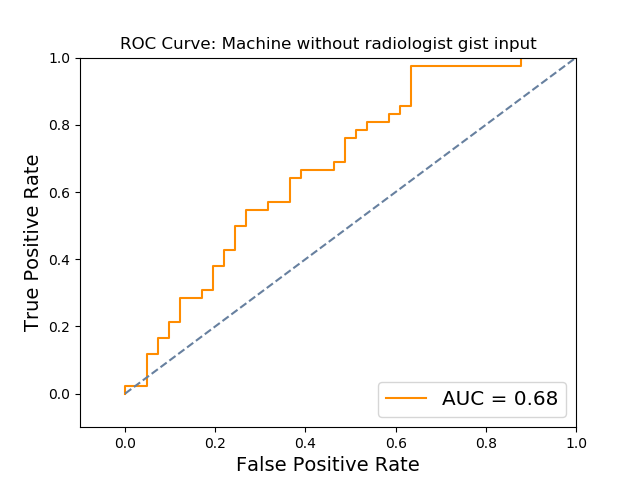 ROC Curve: Machine without radiologist gist input
1.0
0.8
0.6
0.4
0.2
0.0
True Positive Rate
AUC = 0.68
0.0 0.2 0.4 0.6 0.8 1.0
False Positive Rate